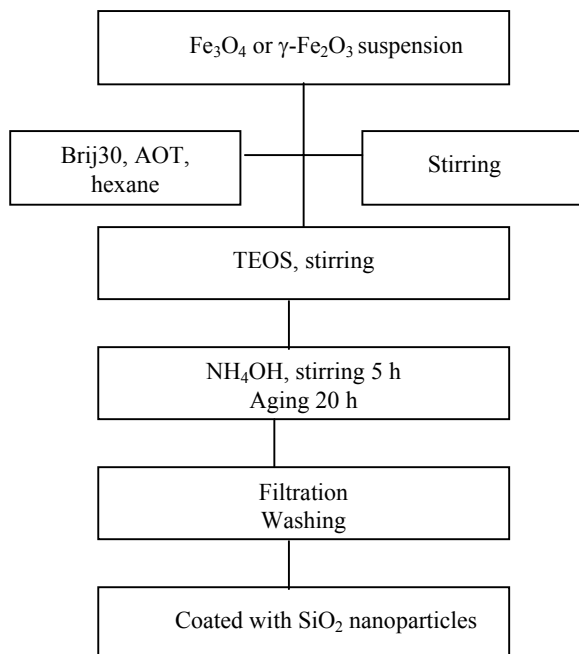 Fe₃O₄ or γ-Fe₂O₃ suspension
Brij30, AOT,
hexane
Stirring
TEOS, stirring
NH₄OH, stirring 5 h
Aging 20 h
Filtration
Washing
Coated with SiO₂ nanoparticles